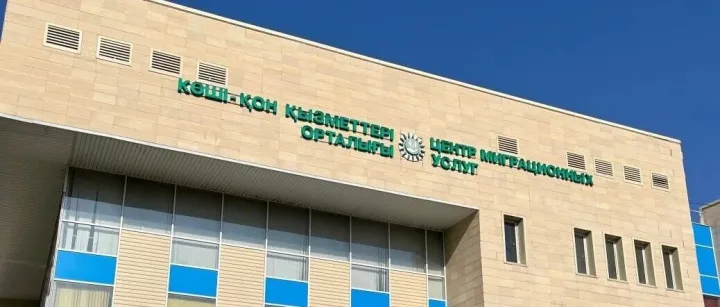 КӨШІ-ҚОН ҚЫЗМЕТТЕРІ
ОРТАЛЫҒЫ
ЦЕНТР МИГРАЦИОННЫХ
УСЛУГ